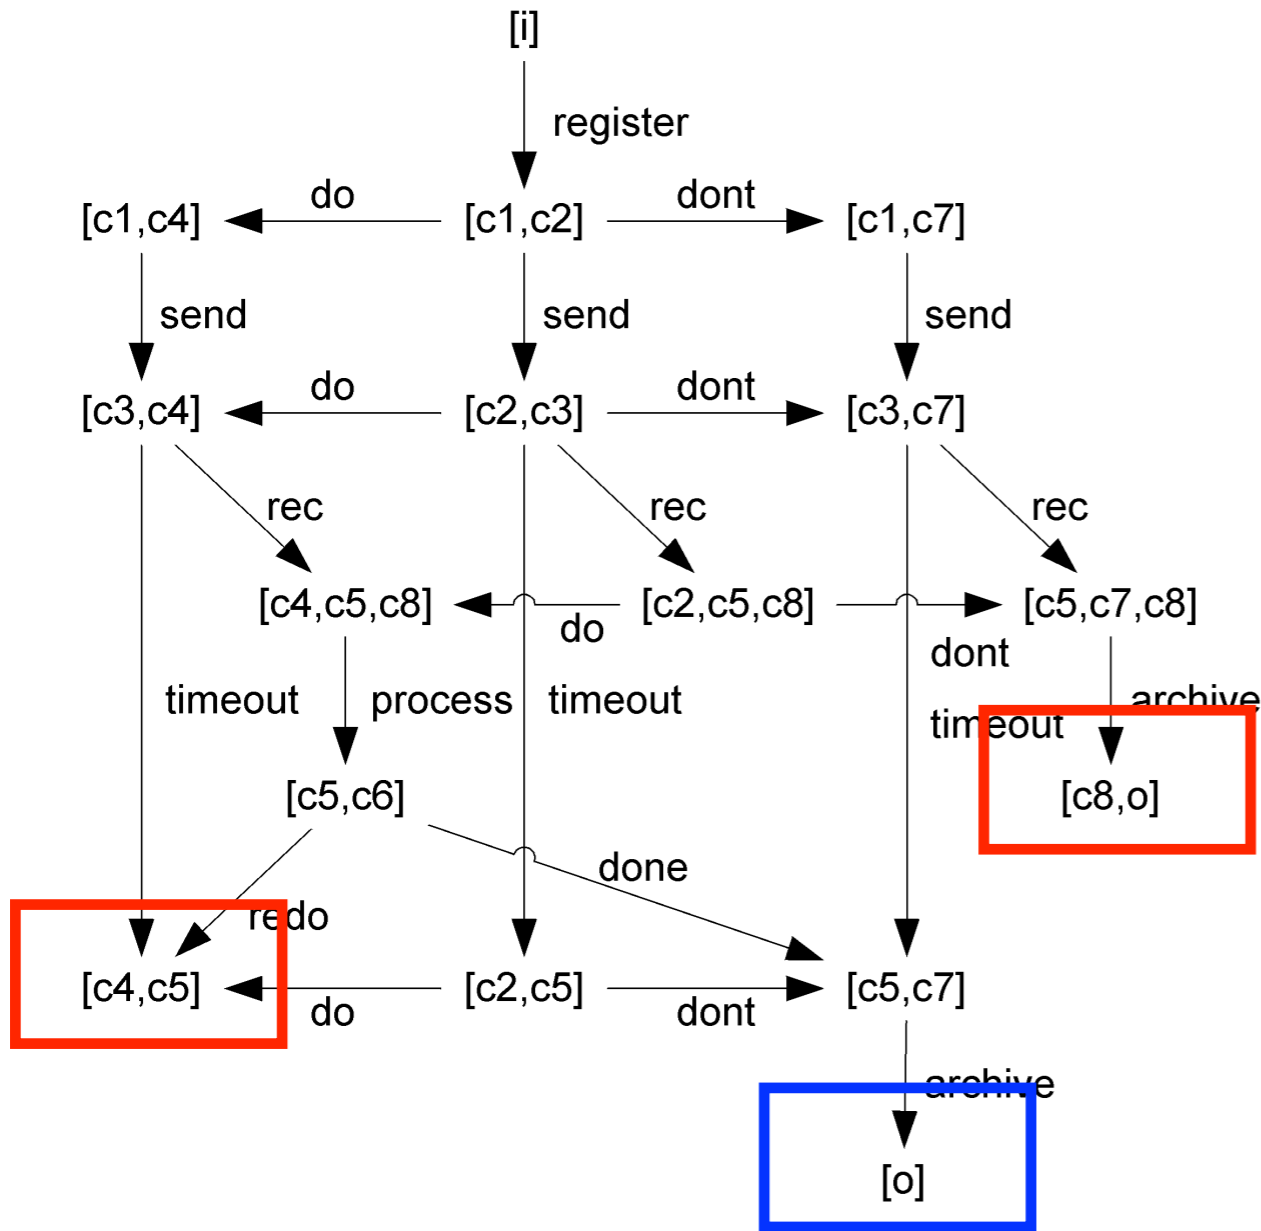 [i]
register
do
dont
[c1,c4]
[c1,c2]
[c1,c7]
send
send
send
do
dont
[c3,c4]
[c2,c3]
[c3,c7]
rec
rec
rec
[c4,c5,c8]
[c2,c5,c8]
[c5,c7,c8]
do
dont
timeout
process
timeout
timeout
archive
[c5,c6]
[c8,o]
done
redo
[c4,c5]
[c2,c5]
[c5,c7]
do
dont
archive
[o]